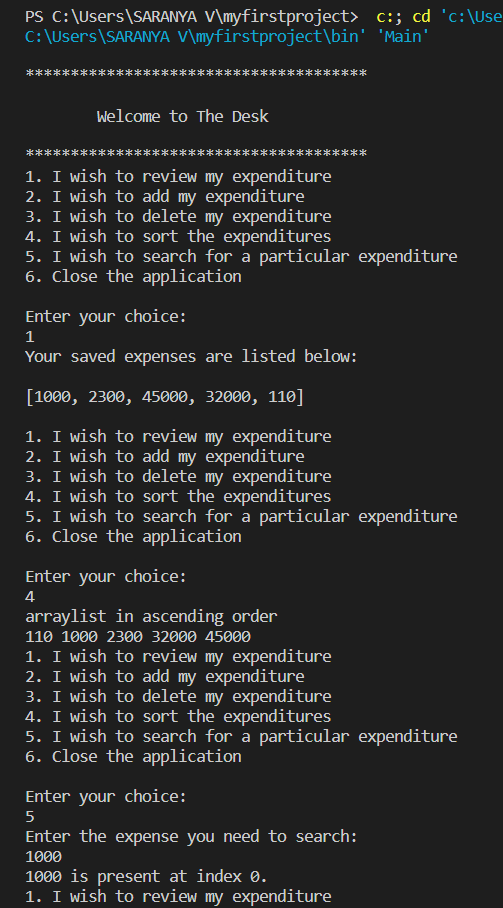 PS C:\Users\SARANYA V\myfirstproject>  c:; cd 'c:\Use
C:\Users\SARANYA V\myfirstproject\bin' 'Main'
**************************************
Welcome to The Desk
**************************************
1. I wish to review my expenditure
2. I wish to add my expenditure
3. I wish to delete my expenditure
4. I wish to sort the expenditures
5. I wish to search for a particular expenditure
6. Close the application
Enter your choice:
1
Your saved expenses are listed below:
[1000, 2300, 45000, 32000, 110]
1. I wish to review my expenditure
2. I wish to add my expenditure
3. I wish to delete my expenditure
4. I wish to sort the expenditures
5. I wish to search for a particular expenditure
6. Close the application
Enter your choice:
4
arraylist in ascending order
110 1000 2300 32000 45000
1. I wish to review my expenditure
2. I wish to add my expenditure
3. I wish to delete my expenditure
4. I wish to sort the expenditures
5. I wish to search for a particular expenditure
6. Close the application
Enter your choice:
5
Enter the expense you need to search:
1000
1000 is present at index 0.
1. I wish to review my expenditure